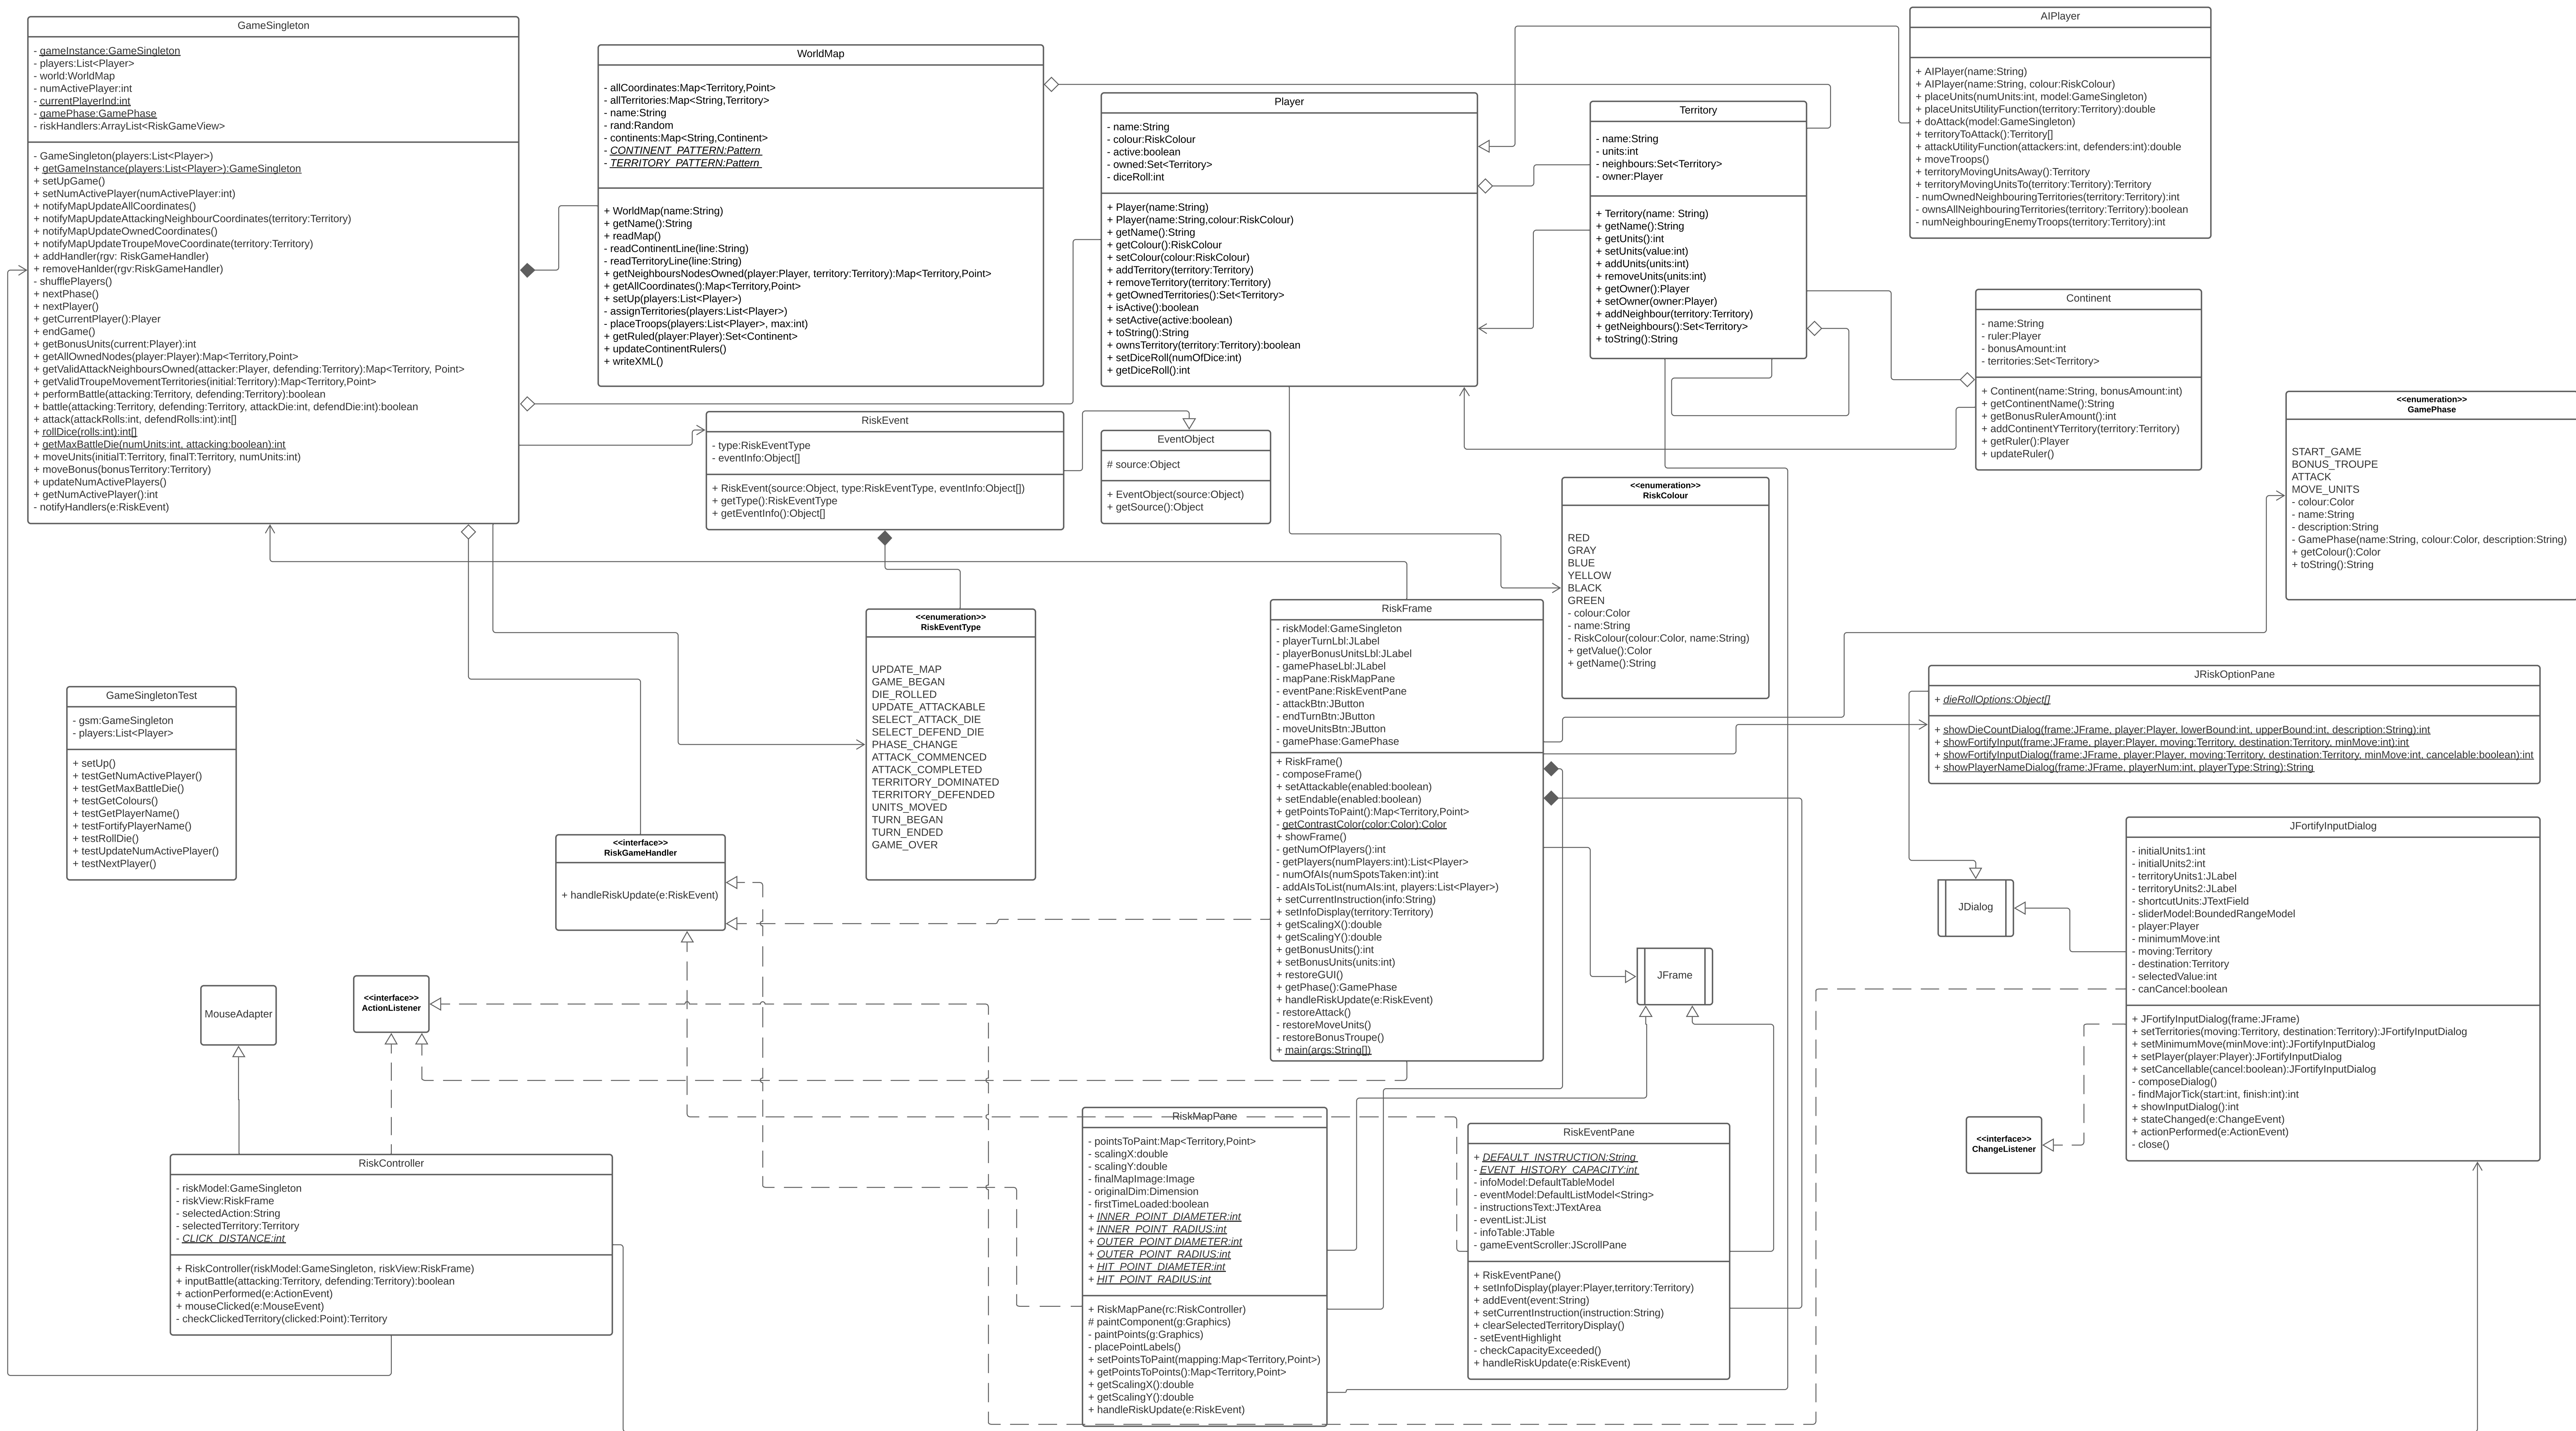 GameSingleton
- gameInstance:GameSingleton
- players:List<Player>
- world:WorldMap
- numActivePlayer:int
- currentPlayerInd:int
- gamePhase:GamePhase
- riskHandlers:ArrayList<RiskGameView>
- GameSingleton(players:List<Player>)
+ getGameInstance(players:List<Player>):GameSingleton
+ setUpGame()
+ setNumActivePlayer(numActivePlayer:int)
+ notifyMapUpdateAllCoordinates()
+ notifyMapUpdateAttackingNeighbourCoordinates(territory:Territory)
+ notifyMapUpdateOwnedCoordinates()
+ notifyMapUpdateTroupeMoveCoordinate(territory:Territory)
+ addHandler(rgv: RiskGameHandler)
+ removeHanlder(rgv:RiskGameHandler)
- shufflePlayers()
+ nextPhase()
+ nextPlayer()
+ getCurrentPlayer():Player
+ endGame()
+ getBonusUnits(current:Player):int
+ getAllOwnedNodes(player:Player):Map<Territory,Point>
+ getValidAttackNeighboursOwned(attacker:Player, defending:Territory):Map<Territory, Point>
+ getValidTroupeMovementTerritories(initial:Territory):Map<Territory,Point>
+ performBattle(attacking:Territory, defending:Territory):boolean
+ battle(attacking:Territory, defending:Territory, attackDie:int, defendDie:int):boolean
+ attack(attackRolls:int, defendRolls:int):int[]
+ rollDice(rolls:int):int[]
+ getMaxBattleDie(numUnits:int, attacking:boolean):int
+ moveUnits(initialT:Territory, finalT:Territory, numUnits:int)
+ moveBonus(bonusTerritory:Territory)
+ updateNumActivePlayers()
+ getNumActivePlayer():int
- notifyHandlers(e:RiskEvent)
WorldMap
- allCoordinates:Map<Territory,Point>
- allTerritories:Map<String,Territory>
- name:String
- rand:Random
- continents:Map<String,Continent>
- CONTINENT_PATTERN:Pattern
- TERRITORY_PATTERN:Pattern
+ WorldMap(name:String)
+ getName():String
+ readMap()
- readContinentLine(line:String)
- readTerritoryLine(line:String)
+ getNeighboursNodesOwned(player:Player, territory:Territory):Map<Territory,Point>
+ getAllCoordinates():Map<Territory,Point>
+ setUp(players:List<Player>)
- assignTerritories(players:List<Player>)
- placeTroops(players:List<Player>, max:int)
+ getRuled(player:Player):Set<Continent>
+ updateContinentRulers()
+ writeXML()
Player
- name:String
- colour:RiskColour
- active:boolean
- owned:Set<Territory>
- diceRoll:int
+ Player(name:String)
+ Player(name:String,colour:RiskColour)
+ getName():String
+ getColour():RiskColour
+ setColour(colour:RiskColour)
+ addTerritory(territory:Territory)
+ removeTerritory(territory:Territory)
+ getOwnedTerritories():Set<Territory>
+ isActive():boolean
+ setActive(active:boolean)
+ toString():String
+ ownsTerritory(territory:Territory):boolean
+ setDiceRoll(numOfDice:int)
+ getDiceRoll():int
Territory
- name:String
- units:int
- neighbours:Set<Territory>
- owner:Player
+ Territory(name: String)
+ getName():String
+ getUnits():int
+ setUnits(value:int)
+ addUnits(units:int)
+ removeUnits(units:int)
+ getOwner():Player
+ setOwner(owner:Player)
+ addNeighbour(territory:Territory)
+ getNeighbours():Set<Territory>
+ toString():String
AIPlayer
+ AIPlayer(name:String)
+ AIPlayer(name:String, colour:RiskColour)
+ placeUnits(numUnits:int, model:GameSingleton)
+ placeUnitsUtilityFunction(territory:Territory):double
+ doAttack(model:GameSingleton)
+ territoryToAttack():Territory[]
+ attackUtilityFunction(attackers:int, defenders:int):double
+ moveTroops()
+ territoryMovingUnitsAway():Territory
+ territoryMovingUnitsTo(territory:Territory):Territory
- numOwnedNeighbouringTerritories(territory:Territory):int
- ownsAllNeighbouringTerritories(territory:Territory):boolean
- numNeighbouringEnemyTroops(territory:Territory):int
Continent
- name:String
- ruler:Player
- bonusAmount:int
- territories:Set<Territory>
+ Continent(name:String, bonusAmount:int)
+ getContinentName():String
+ getBonusRulerAmount():int
+ addContinentYTerritory(territory:Territory)
+ getRuler():Player
+ updateRuler()
<<enumeration>>
GamePhase
START_GAME
BONUS_TROUPE
ATTACK
MOVE_UNITS
- colour:Color
- name:String
- description:String
- GamePhase(name:String, colour:Color, description:String)
+ getColour():Color
+ toString():String
RiskEvent
- type:RiskEventType
- eventInfo:Object[]
+ RiskEvent(source:Object, type:RiskEventType, eventInfo:Object[])
+ getType():RiskEventType
+ getEventInfo():Object[]
EventObject
# source:Object
+ EventObject(source:Object)
+ getSource():Object
<<enumeration>>
RiskColour
RED
GRAY
BLUE
YELLOW
BLACK
GREEN
- colour:Color
- name:String
- RiskColour(colour:Color, name:String)
+ getValue():Color
+ getName():String
<<enumeration>>
RiskEventType
UPDATE_MAP
GAME_BEGAN
DIE_ROLLED
UPDATE_ATTACKABLE
SELECT_ATTACK_DIE
SELECT_DEFEND_DIE
PHASE_CHANGE
ATTACK_COMMENCED
ATTACK_COMPLETED
TERRITORY_DOMINATED
TERRITORY_DEFENDED
UNITS_MOVED
TURN_BEGAN
TURN_ENDED
GAME_OVER
RiskFrame
- riskModel:GameSingleton
- playerTurnLbl:JLabel
- playerBonusUnitsLbl:JLabel
- gamePhaseLbl:JLabel
- mapPane:RiskMapPane
- eventPane:RiskEventPane
- attackBtn:JButton
- endTurnBtn:JButton
- moveUnitsBtn:JButton
- gamePhase:GamePhase
+ RiskFrame()
- composeFrame()
+ setAttackable(enabled:boolean)
+ setEndable(enabled:boolean)
+ getPointsToPaint():Map<Territory,Point>
- getContrastColor(color:Color):Color
+ showFrame()
- getNumOfPlayers():int
- getPlayers(numPlayers:int):List<Player>
- numOfAIs(numSpotsTaken:int):int
- addAIsToList(numAIs:int, players:List<Player>)
+ setCurrentInstruction(info:String)
+ setInfoDisplay(territory:Territory)
+ getScalingX():double
+ getScalingY():double
+ getBonusUnits():int
+ setBonusUnits(units:int)
+ restoreGUI()
+ getPhase():GamePhase
+ handleRiskUpdate(e:RiskEvent)
- restoreAttack()
- restoreMoveUnits()
- restoreBonusTroupe()
+ main(args:String[])
JRiskOptionPane
+ dieRollOptions:Object[]
+ showDieCountDialog(frame:JFrame, player:Player, lowerBound:int, upperBound:int, description:String):int
+ showFortifyInput(frame:JFrame, player:Player, moving:Territory, destination:Territory, minMove:int):int
+ showFortifyInputDialog(frame:JFrame, player:Player, moving:Territory, destination:Territory, minMove:int, cancelable:boolean):int
+ showPlayerNameDialog(frame:JFrame, playerNum:int, playerType:String):String
GameSingletonTest
- gsm:GameSingleton
- players:List<Player>
+ setUp()
+ testGetNumActivePlayer()
+ testGetMaxBattleDie()
+ testGetColours()
+ testGetPlayerName()
+ testFortifyPlayerName()
+ testRollDie()
+ testUpdateNumActivePlayer()
+ testNextPlayer()
<<interface>>
RiskGameHandler
+ handleRiskUpdate(e:RiskEvent)
JFortifyInputDialog
- initialUnits1:int
- initialUnits2:int
- territoryUnits1:JLabel
- territoryUnits2:JLabel
- shortcutUnits:JTextField
- sliderModel:BoundedRangeModel
- player:Player
- minimumMove:int
- moving:Territory
- destination:Territory
- selectedValue:int
- canCancel:boolean
+ JFortifyInputDialog(frame:JFrame)
+ setTerritories(moving:Territory, destination:Territory):JFortifyInputDialog
+ setMinimumMove(minMove:int):JFortifyInputDialog
+ setPlayer(player:Player):JFortifyInputDialog
+ setCancellable(cancel:boolean):JFortifyInputDialog
- composeDialog()
- findMajorTick(start:int, finish:int):int
+ showInputDialog():int
+ stateChanged(e:ChangeEvent)
+ actionPerformed(e:ActionEvent)
- close()
JDialog
JFrame
MouseAdapter
<<interface>>
ActionListener
<<interface>>
ChangeListener
RiskController
- riskModel:GameSingleton
- riskView:RiskFrame
- selectedAction:String
- selectedTerritory:Territory
- CLICK_DISTANCE:int
+ RiskController(riskModel:GameSingleton, riskView:RiskFrame)
+ inputBattle(attacking:Territory, defending:Territory):boolean
+ actionPerformed(e:ActionEvent)
+ mouseClicked(e:MouseEvent)
- checkClickedTerritory(clicked:Point):Territory
RiskMapPane
- pointsToPaint:Map<Territory,Point>
- scalingX:double
- scalingY:double
- finalMapImage:Image
- originalDim:Dimension
- firstTimeLoaded:boolean
+ INNER_POINT_DIAMETER:int
+ INNER_POINT_RADIUS:int
+ OUTER_POINT DIAMETER:int
+ OUTER_POINT_RADIUS:int
+ HIT_POINT_DIAMETER:int
+ HIT_POINT_RADIUS:int
+ RiskMapPane(rc:RiskController)
# paintComponent(g:Graphics)
- paintPoints(g:Graphics)
- placePointLabels()
+ setPointsToPaint(mapping:Map<Territory,Point>)
+ getPointsToPoints():Map<Territory,Point>
+ getScalingX():double
+ getScalingY():double
+ handleRiskUpdate(e:RiskEvent)
RiskEventPane
+ DEFAULT_INSTRUCTION:String
- EVENT_HISTORY_CAPACITY:int
- infoModel:DefaultTableModel
- eventModel:DefaultListModel<String>
- instructionsText:JTextArea
- eventList:JList
- infoTable:JTable
- gameEventScroller:JScrollPane
+ RiskEventPane()
+ setInfoDisplay(player:Player,territory:Territory)
+ addEvent(event:String)
+ setCurrentInstruction(instruction:String)
+ clearSelectedTerritoryDisplay()
- setEventHighlight
- checkCapacityExceeded()
+ handleRiskUpdate(e:RiskEvent)